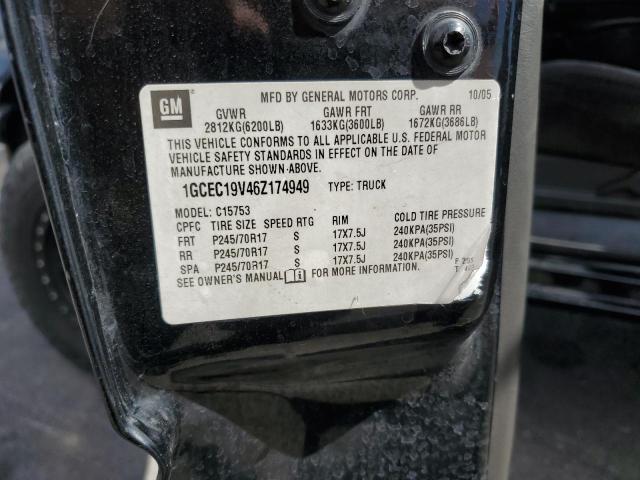 GM
MFD BY GENERAL MOTORS CORP. 10/05
GVWR GAWR FRT GAWR RR
2812KG(6200LB) 1633KG(3600LB) 1672KG(3686LB)
THIS VEHICLE CONFORMS TO ALL APPLICABLE U.S. FEDERAL MOTOR
VEHICLE SAFETY STANDARDS IN EFFECT ON THE DATE OF
MANUFACTURE SHOWN-ABOVE.
1GCEC19V46Z174949 TYPE: TRUCK
MODEL: C15753
CPFC TIRE SIZE SPEED RTG RIM COLD TIRE PRESSURE
FRT P245/70R17 S 17X7.5J 240KPA(35PSI)
RR P245/70R17 S 17X7.5J 240KPA(35PSI)
SPA P245/70R17 S 17X7.5J 240KPA(35PSI)
SEE OWNER'S MANUAL FOR MORE INFORMATION.